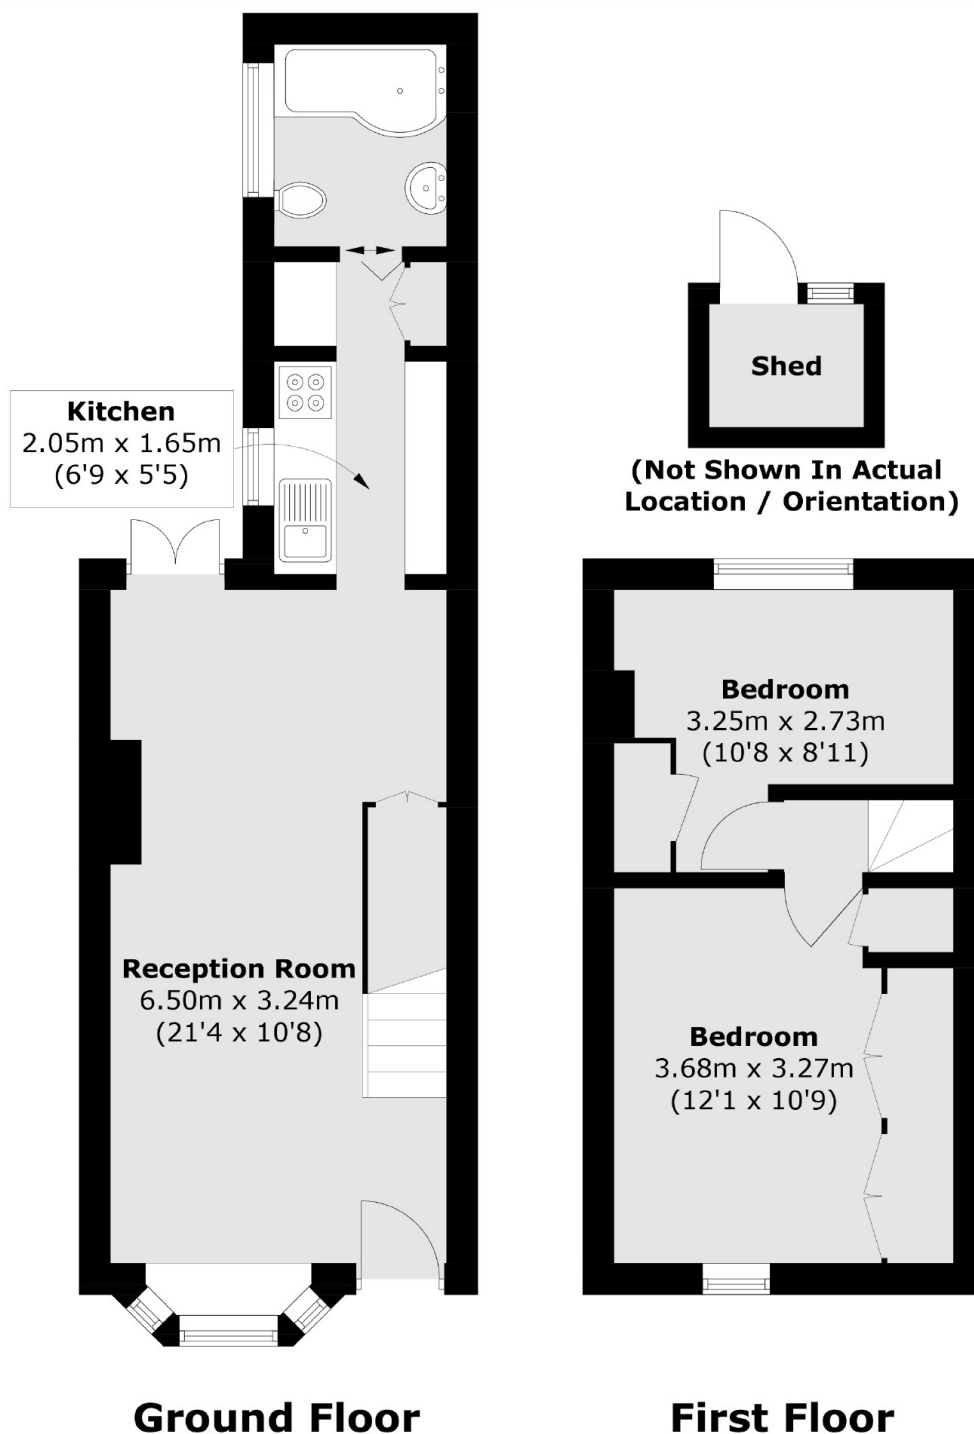 Kitchen
2.05m x 1.65m
(6'9 x 5'5)
Shed
(Not Shown In Actual
Location / Orientation)
Bedroom
3.25m x 2.73m
(10'8 x 8'11)
Reception Room
6.50m x 3.24m
(21'4 x 10'8)
Bedroom
3.68m x 3.27m
(12'1 x 10'9)
Ground Floor
First Floor